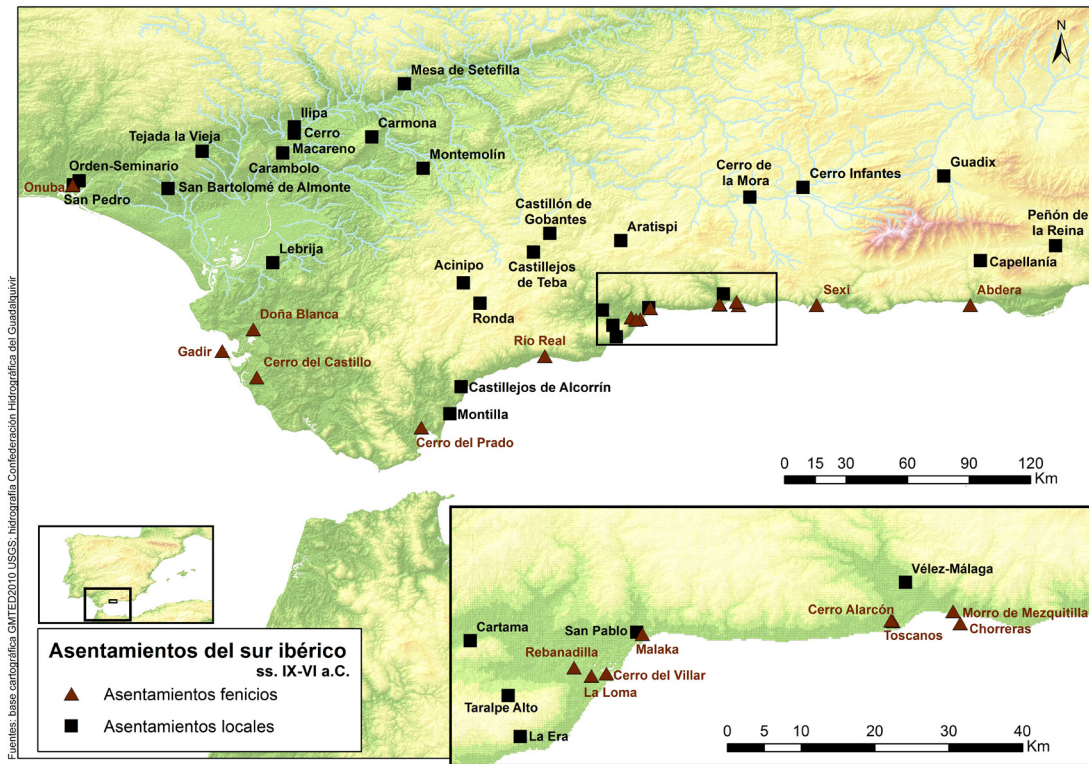 N
Mesa de Setefilla
Ilipa
Cerro
Macareno
Carmona
Tejada la Vieja
Carambolo
Montemolín
Orden-Seminario
Onuba
San Pedro
San Bartolomé de Almonte
Cerro de
la Mora
Cerro Infantes
Guadix
Castillón de
Gobantes
Aratispi
Peñón de
la Reina
Lebrija
Castillejos
de Teba
Capellanía
Acinipo
Ronda
Sexi
Abdera
Doña Blanca
Gadir
Río Real
Cerro del Castillo
Castillejos de Alcorrín
Montilla
Cerro del Prado
0 15 30 60 90 120
Km
Vélez-Málaga
Cerro Alarcón
Morro de Mezquitilla
Toscanos
Chorreras
Cartama
San Pablo
Malaka
Rebanadilla
Cerro del Villar
La Loma
Taralpe Alto
La Era
0 5 10 20 30 40
Km
Asentamientos del sur ibérico
ss. IX-VI a.C.
Asentamientos fenicios
Asentamientos locales
Fuentes: base cartográfica GMTED2010 USGS; hidrografía Confederación Hidrográfica del Guadalquivir